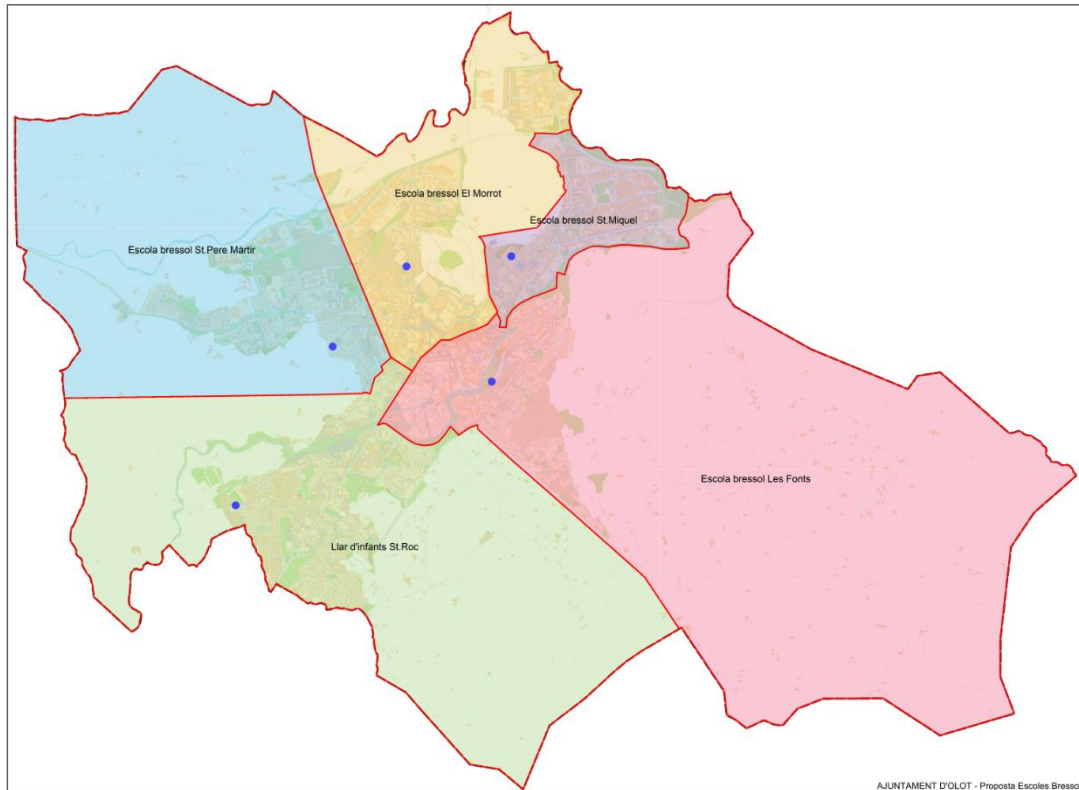 Escola bressol El Morrot
Escola bressol St.Miquel
Escola bressol St.Pere Màrtir
Escola bressol Les Fonts
Llar d'infants St.Roc
AJUNTAMENT D'OLOT - Proposta Escoles Bresso